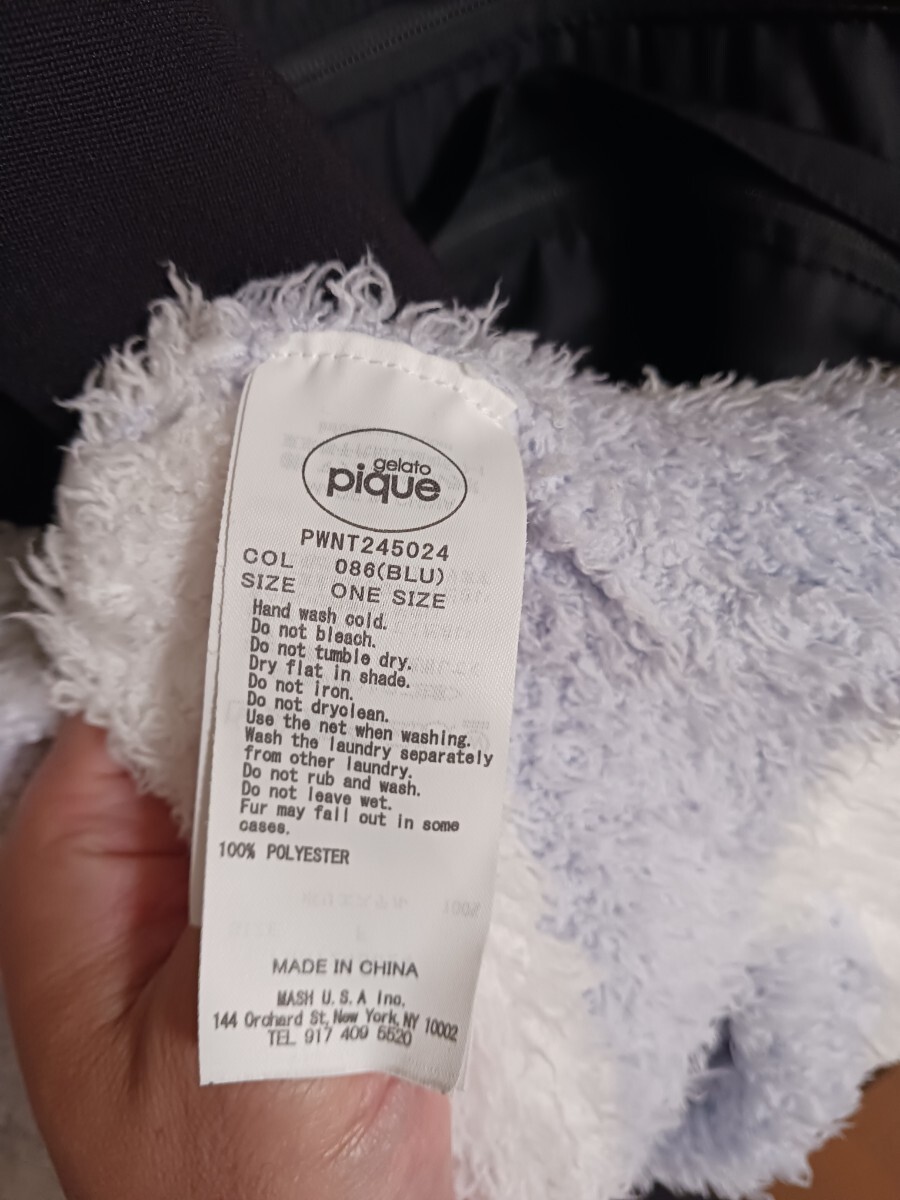 gelato
pique
PWNT245024
COL 086(BLU)
SIZE ONE SIZE
Hand wash cold.
Do not bleach.
Do not tumble dry.
Dry flat in shade.
Do not iron.
Do not dryclean.
Use the net when washing.
Wash the laundry separately
from other laundry.
Do not rub and wash.
Do not leave wet.
Fur may fall out in some
cases.
100% POLYESTER
MADE IN CHINA
MASH U.S.A Inc.
144 Orchard St, New York, NY 10002
TEL 917 409 5520